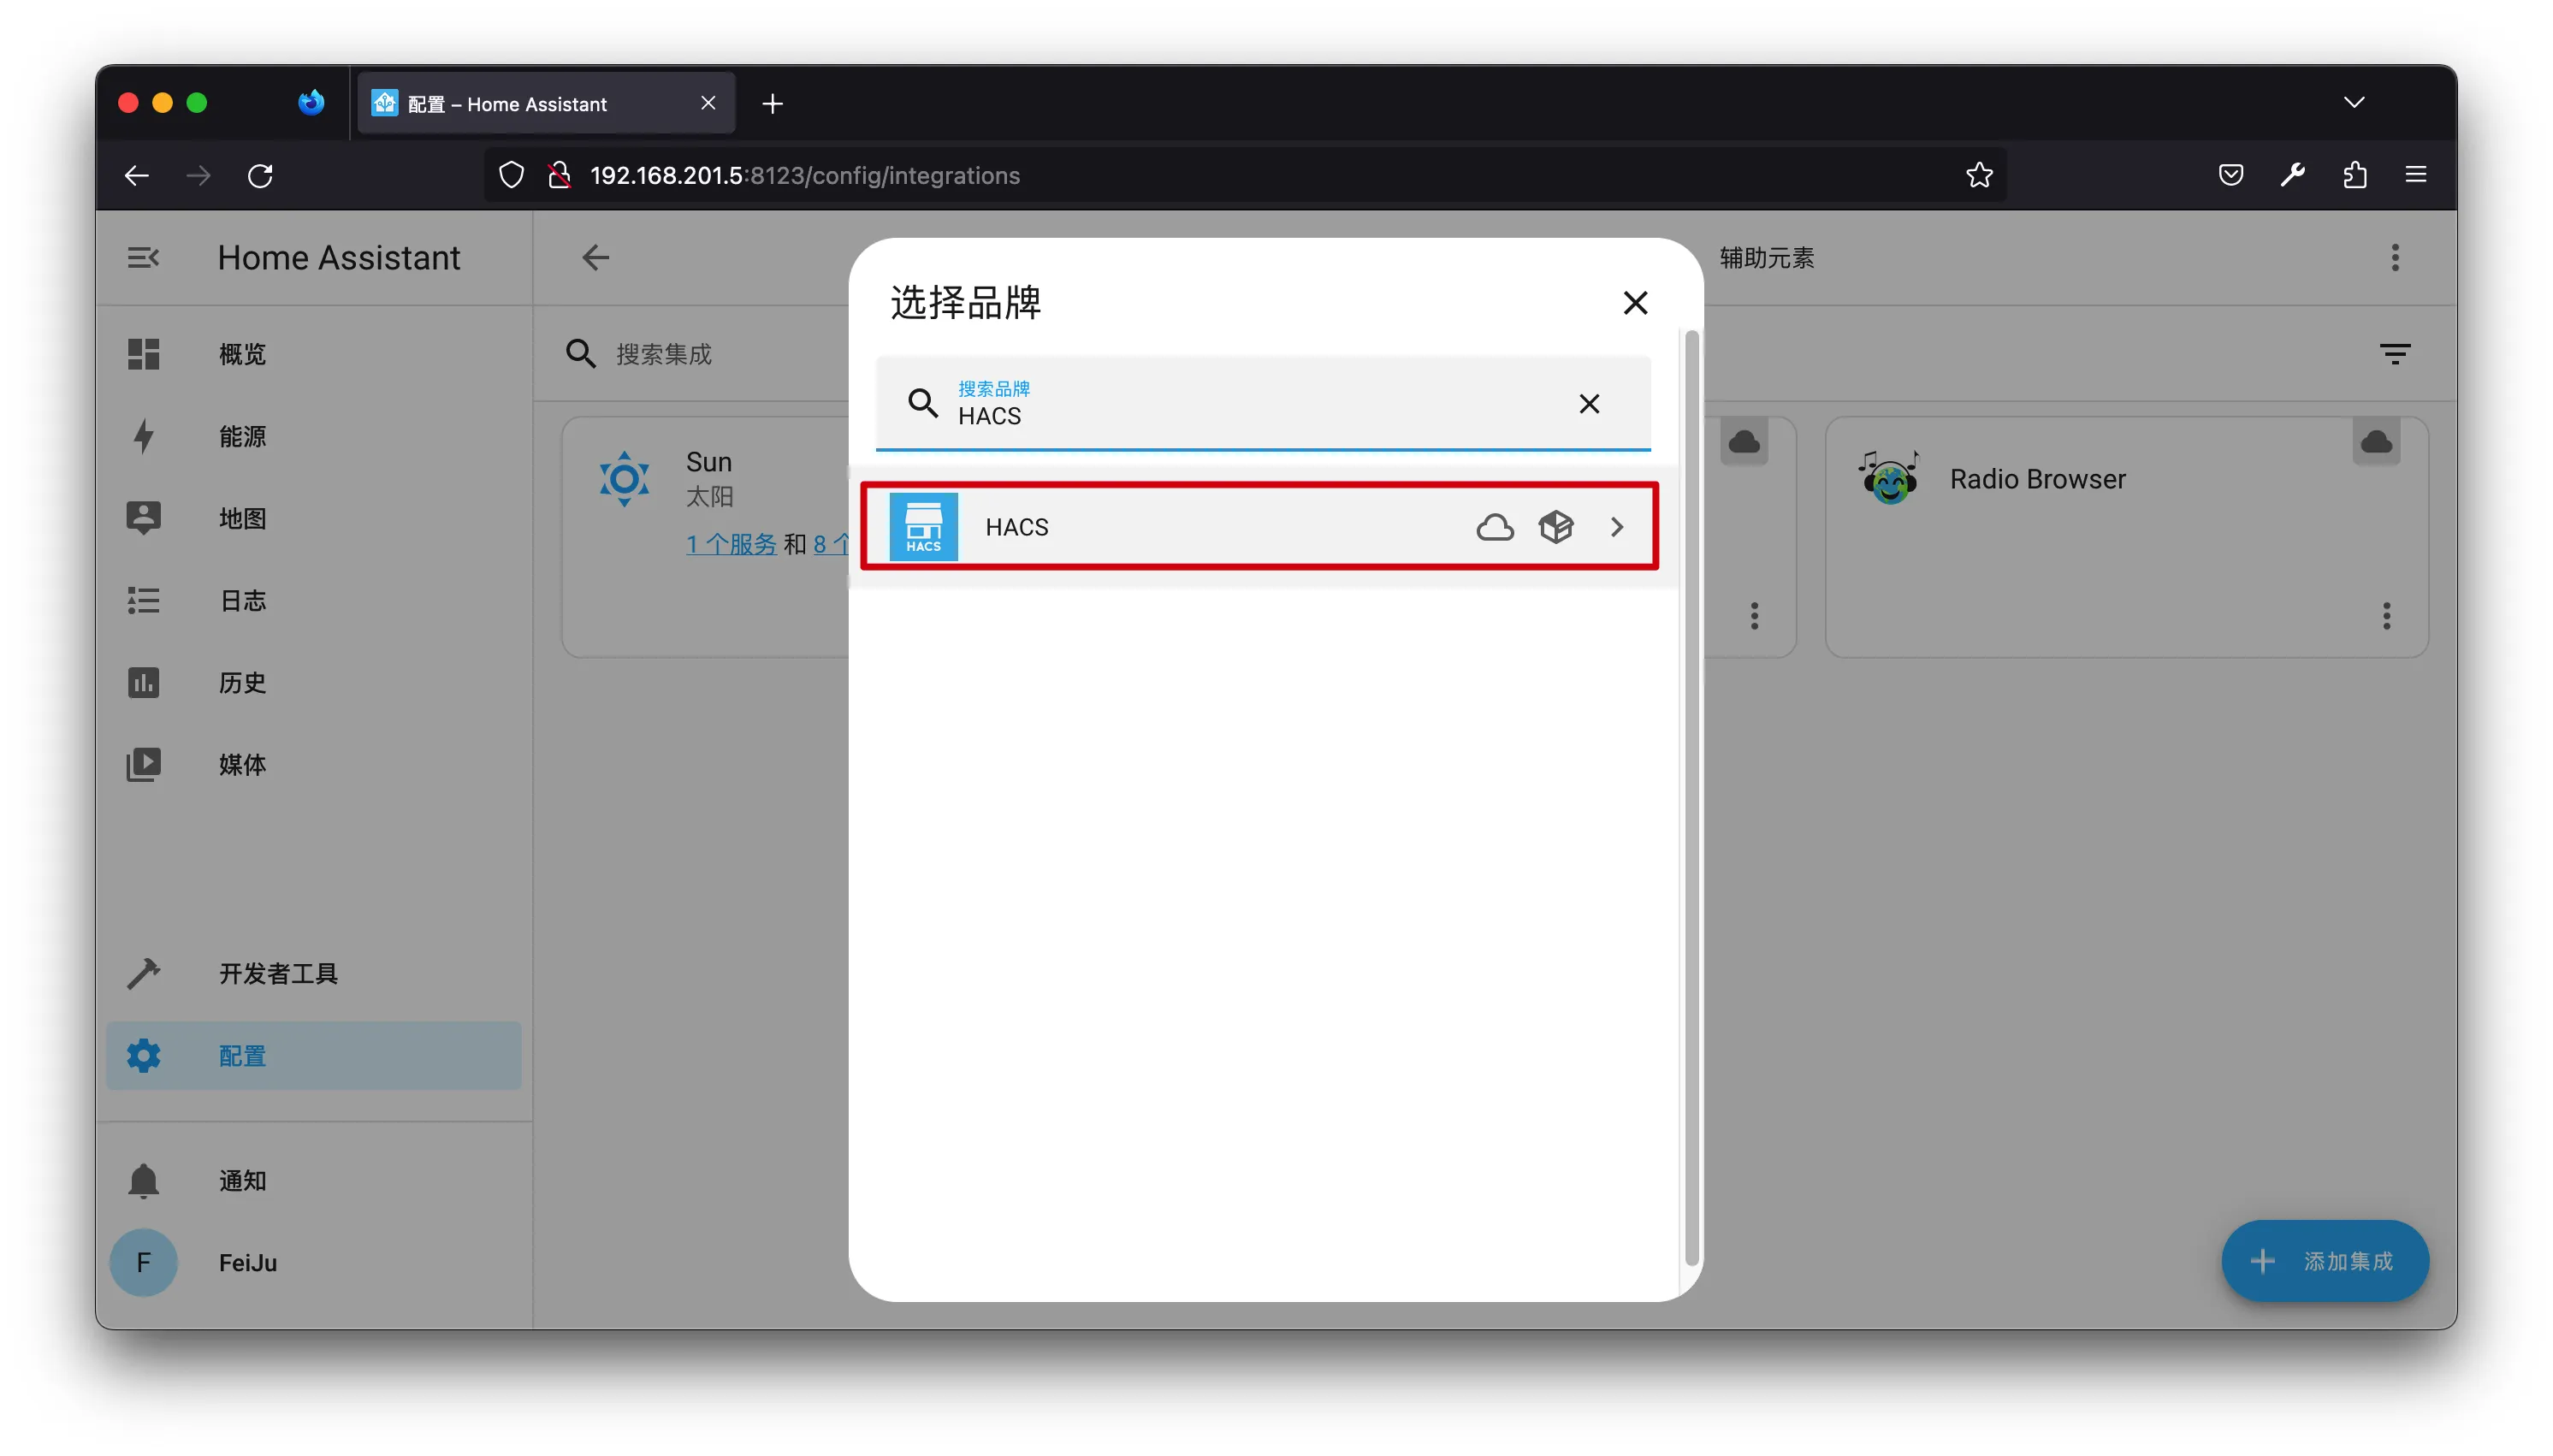 配置 – Home Assistant
192.168.201.5:8123/config/integrations
Home Assistant
概览
能源
地图
日志
历史
媒体
开发者工具
配置
通知
F
FeiJu
辅助元素
搜索集成
Sun
太阳
1 个服务 和 8 个
Radio Browser
添加集成
选择品牌
搜索品牌
HACS
HACS
HACS